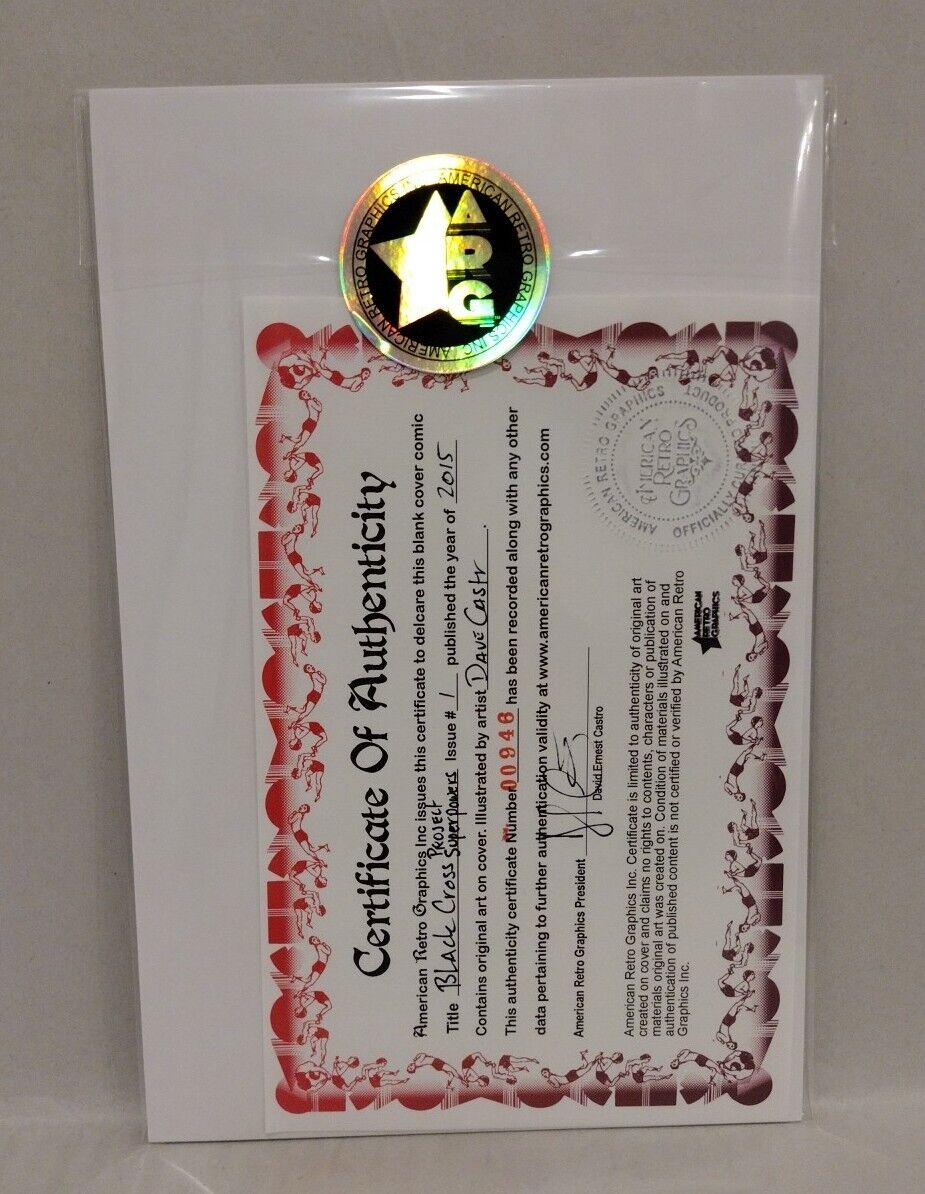 AMERICAN RETRO GRAPHICS INC. AMERICAN RETRO GRAPHICS INC.
ARG
Certificate Of Authenticity
American Retro Graphics Inc issues this certificate to delcare this blank cover comic
PROJECT
Title BLACK CROSS Superpowers Issue # 1 published the year of 2015
Contains original art on cover. Illustrated by artist DAVE Castr.
This authenticity certificate Number 00946 has been recorded along with any other
data pertaining to further authentication validity at www.americanretrographics.com
American Retro Graphics President
David Ernest Castro
American Retro Graphics Inc. Certificate is limited to authenticity of original art
created on cover and claims no rights to contents, characters or publication of
materials original art was created on. Condition of materials illustrated on and
authentication of published content is not certified or verified by American Retro
Graphics Inc.
AMERICAN
RETRO
GRAPHICS
AMERICAN RETRO GRAPHICS
OFFICIALLY OUR PRODUCT
AMERICAN
RETRO
GRAPHICS